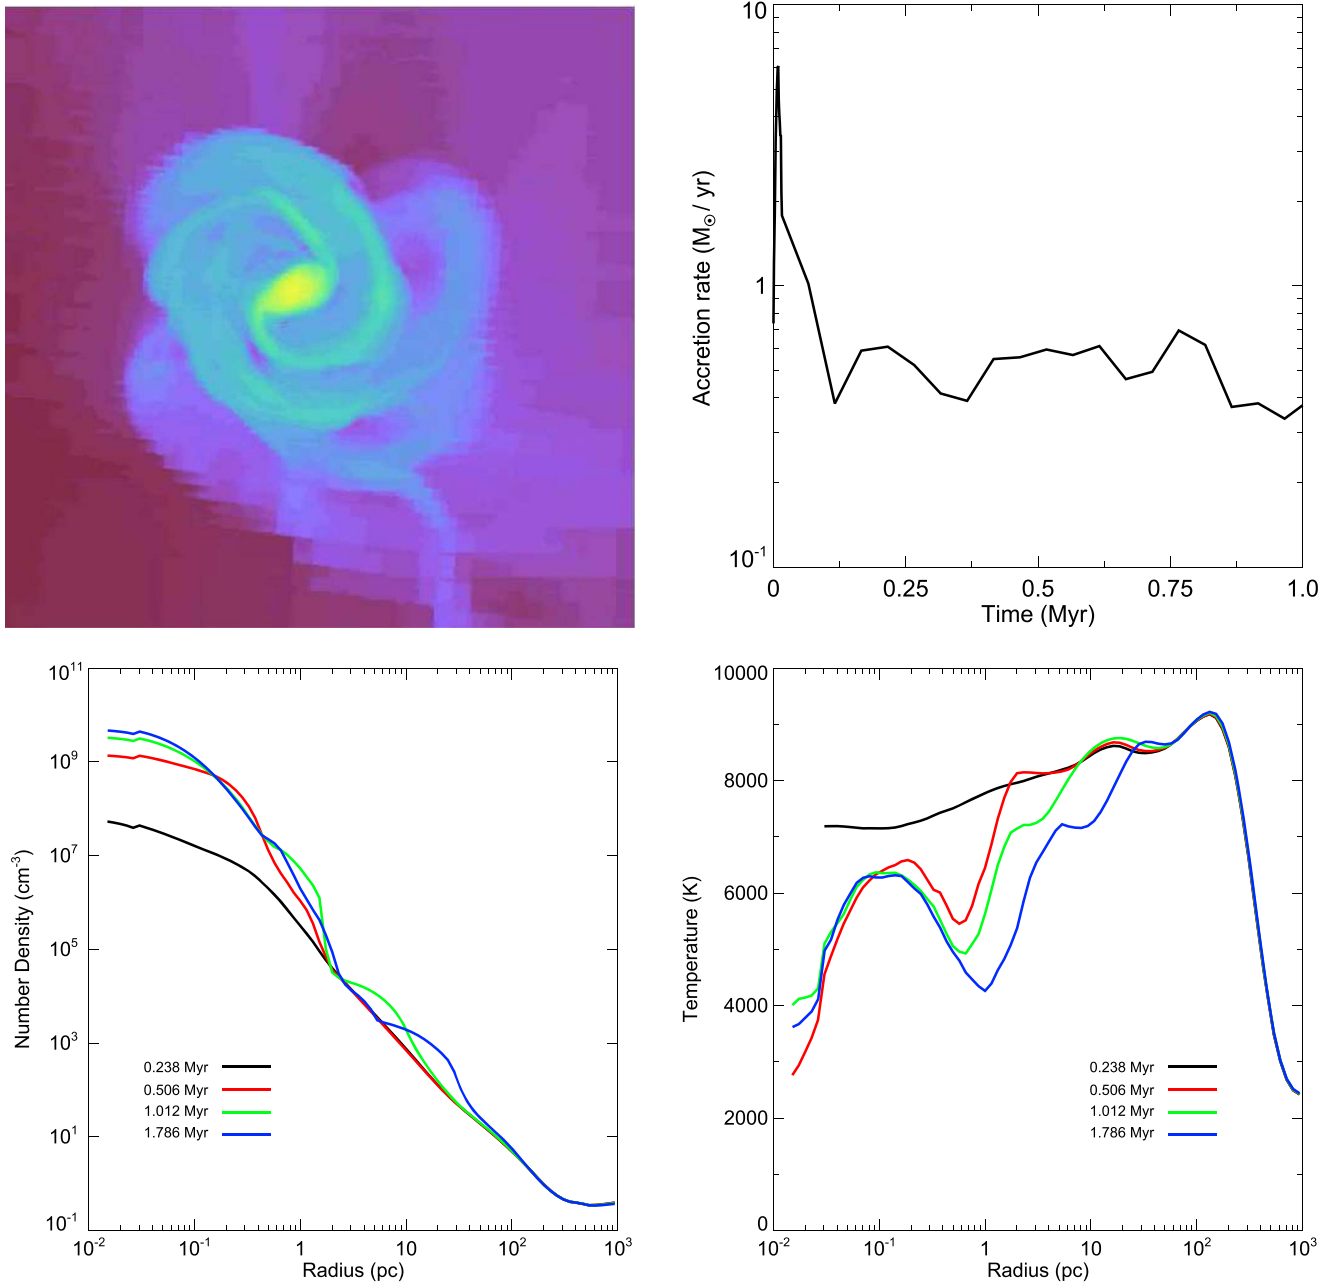 10
1
10⁻¹
Accretion rate (M☉/ yr)
0
0.25
0.5
0.75
1.0
Time (Myr)
10¹¹
10⁹
10⁷
10⁵
10³
10¹
10⁻¹
Number Density (cm⁻³)
0.238 Myr
0.506 Myr
1.012 Myr
1.786 Myr
10⁻²
10⁻¹
1
10
10²
10³
Radius (pc)
10000
8000
6000
4000
2000
0
Temperature (K)
0.238 Myr
0.506 Myr
1.012 Myr
1.786 Myr
10⁻²
10⁻¹
1
10
10²
10³
Radius (pc)